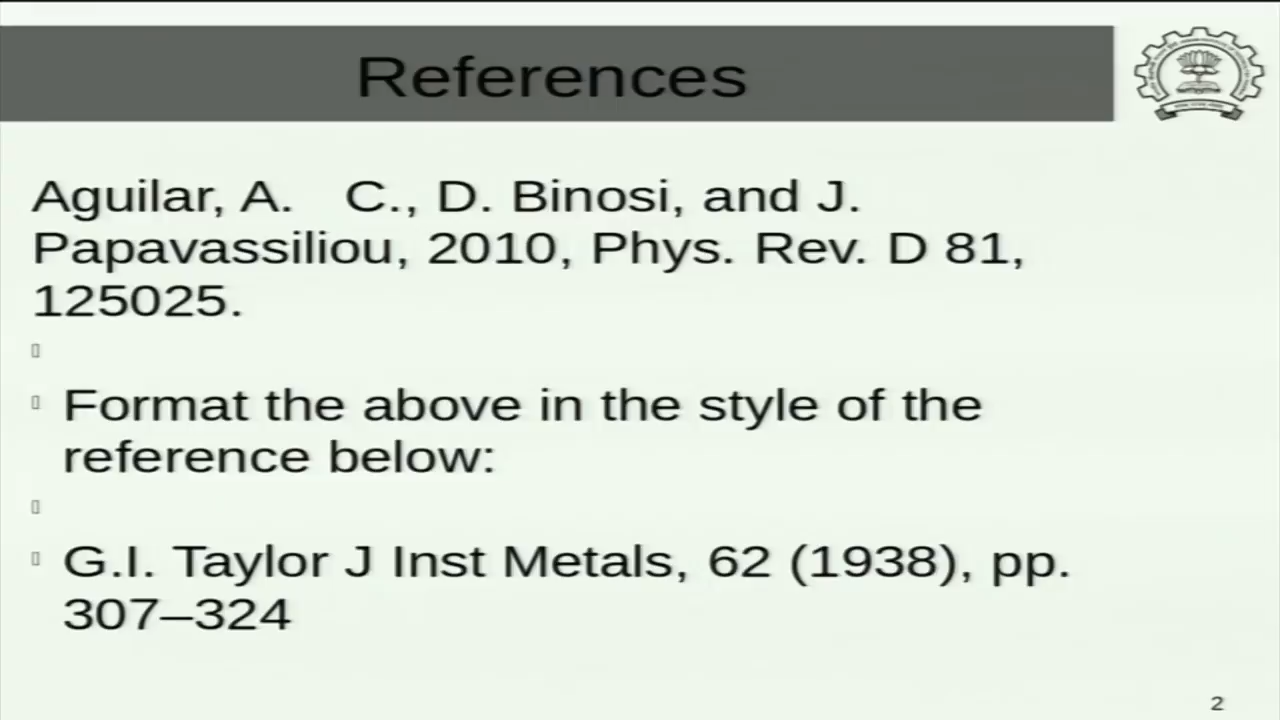 References
Aguilar, A. C., D. Binosi, and J.
Papavassiliou, 2010, Phys. Rev. D 81,
125025.
Format the above in the style of the
reference below:
G.I. Taylor J Inst Metals, 62 (1938), pp.
307–324
2